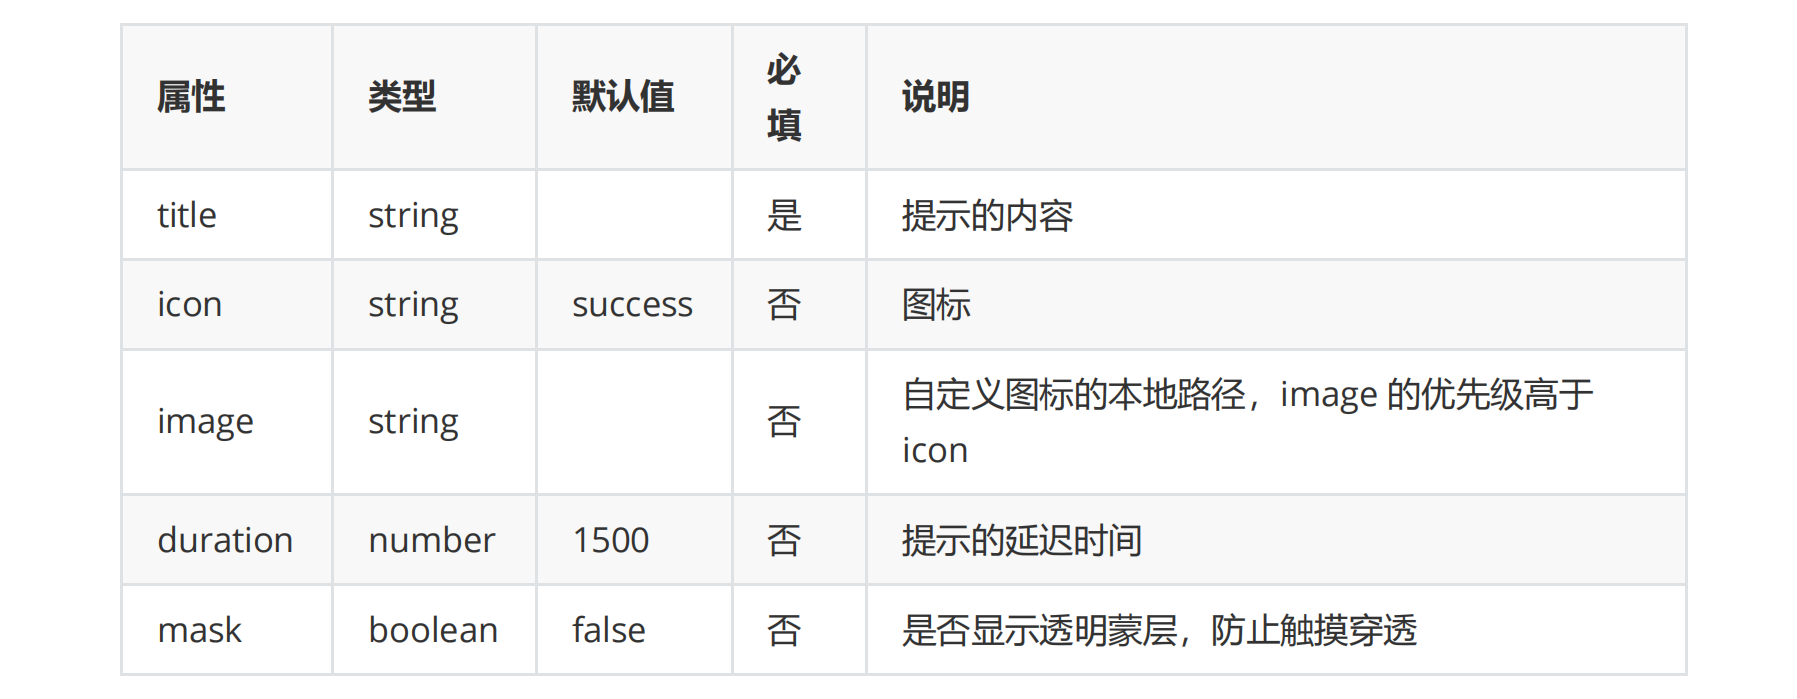 属性 类型 默认值 必填 说明
title string 是 提示的内容
icon string success 否 图标
image string 否 自定义图标的本地路径，image 的优先级高于
icon
duration number 1500 否 提示的延迟时间
mask boolean false 否 是否显示透明蒙层，防止触摸穿透